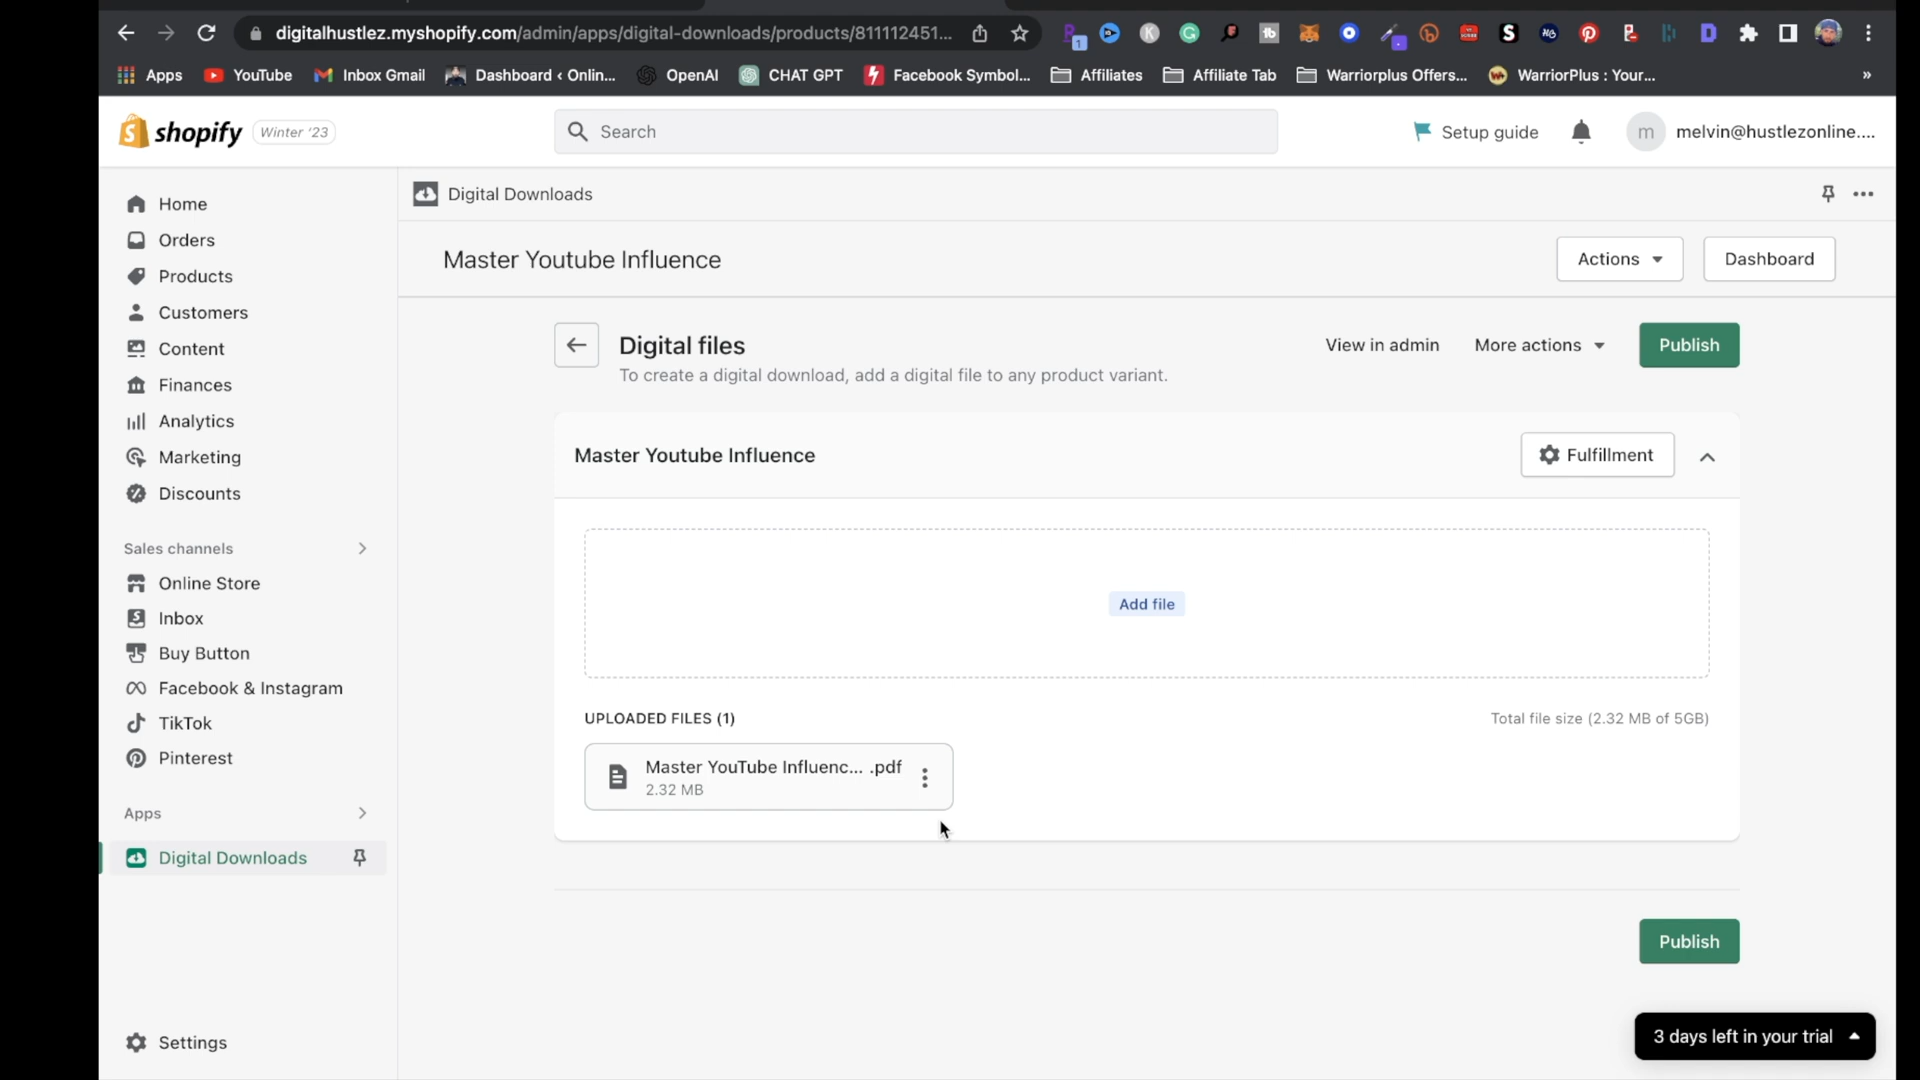 digitalhustlez.myshopify.com/admin/apps/digital-downloads/products/811112451...
Apps
YouTube
Inbox Gmail
Dashboard ‹ Onlin...
OpenAI
CHAT GPT
Facebook Symbol...
Affiliates
Affiliate Tab
Warriorplus Offers...
WarriorPlus : Your...
»
shopify
Winter '23
Search
Setup guide
m
melvin@hustlezonline....
Home
Orders
Products
Customers
Content
Finances
Analytics
Marketing
Discounts
Sales channels
Online Store
Inbox
Buy Button
Facebook & Instagram
TikTok
Pinterest
Apps
Digital Downloads
Settings
Digital Downloads
Master Youtube Influence
Actions
Dashboard
Digital files
To create a digital download, add a digital file to any product variant.
View in admin
More actions
Publish
Master Youtube Influence
Fulfillment
Add file
UPLOADED FILES (1)
Total file size (2.32 MB of 5GB)
Master YouTube Influenc... .pdf
2.32 MB
Publish
3 days left in your trial